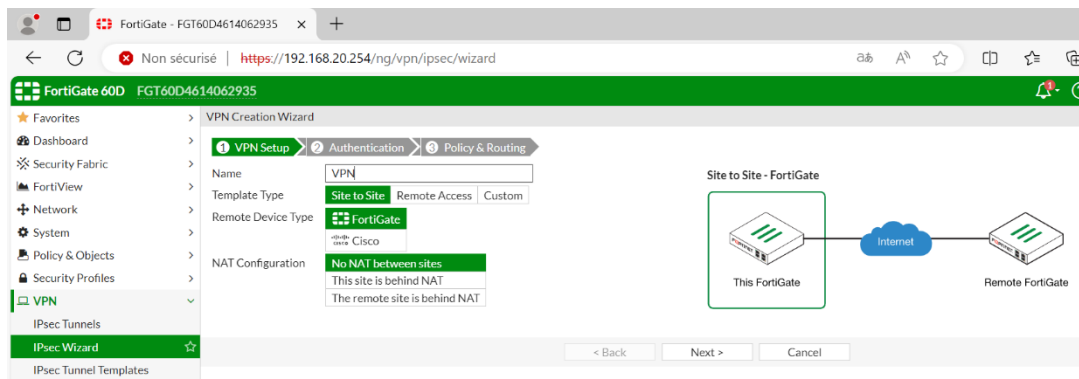 FortiGate - FGT60D4614062935
Non sécurisé https://192.168.20.254/ng/vpn/ipsec/wizard
FortiGate 60D FGT60D4614062935
Favorites
Dashboard
Security Fabric
FortiView
Network
System
Policy & Objects
Security Profiles
VPN
IPsec Tunnels
IPsec Wizard
IPsec Tunnel Templates
VPN Creation Wizard
1 VPN Setup 2 Authentication 3 Policy & Routing
Name VPN
Template Type Site to Site Remote Access Custom
Remote Device Type FortiGate
Cisco
NAT Configuration No NAT between sites
This site is behind NAT
The remote site is behind NAT
Site to Site - FortiGate
Internet
This FortiGate Remote FortiGate
< Back Next > Cancel